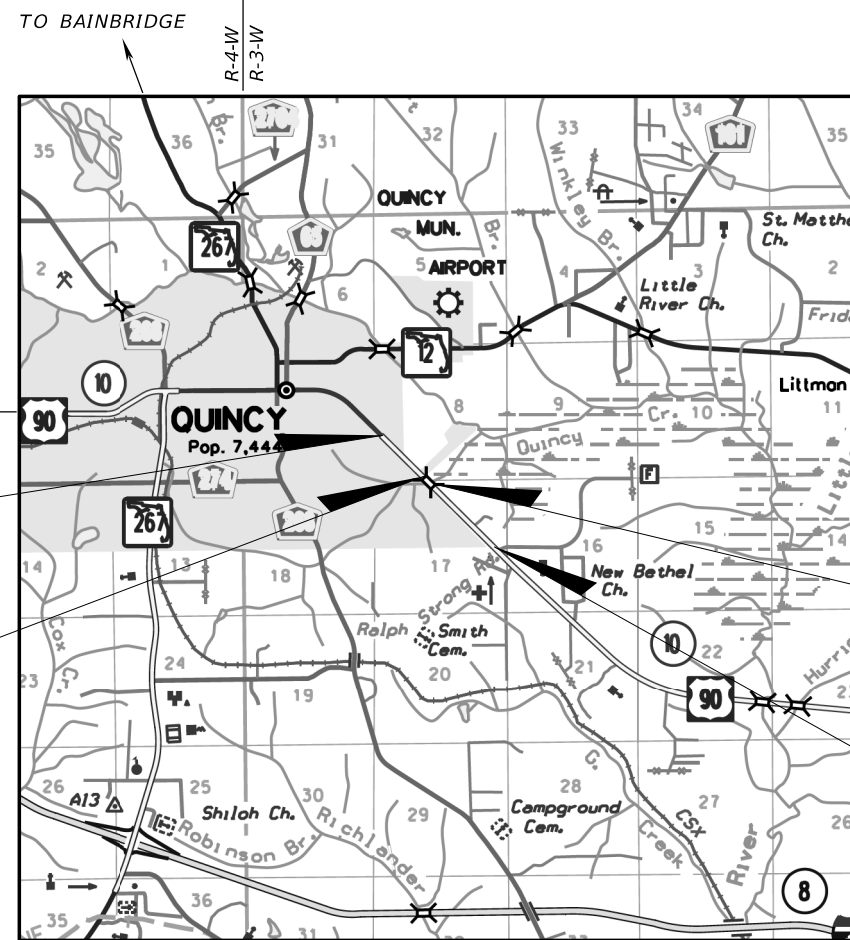 TO BAINBRIDGE
R-4-W
R-3-W
34
36
31
32
33
35
35
Br.
Winkley Br.
QUINCY
MUN.
AIRPORT
Br.
St. Matthe
Ch.
267
2
1
6
5
4
3
2
Little
River Ch.
12
10
90
QUINCY
Pop. 7,444
Littman
8
9
Cr.
10
11
Quincy
267
F
15
14
14
13
18
17
16
New Bethel
Ch.
Strong Rd.
Cox
Cr.
Ralph
Smith
Cem.
10
22
24
23
19
20
21
90
Hurri
26
25
30
29
28
27
26
A13
Shiloh Ch.
Robinson Br.
Richlander
Campground
Cem.
G.
Creek
CSX
River
8
36
35